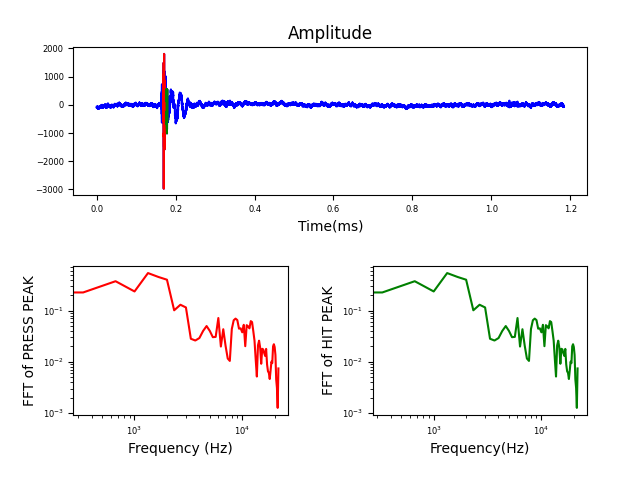 Amplitude
2000
1000
0
−1000
−2000
−3000
0.0 0.2 0.4 0.6 0.8 1.0 1.2
Time(ms)
FFT of PRESS PEAK
10⁻¹
10⁻²
10⁻³
10³ 10⁴
Frequency (Hz)
FFT of HIT PEAK
10⁻¹
10⁻²
10⁻³
10³ 10⁴
Frequency(Hz)